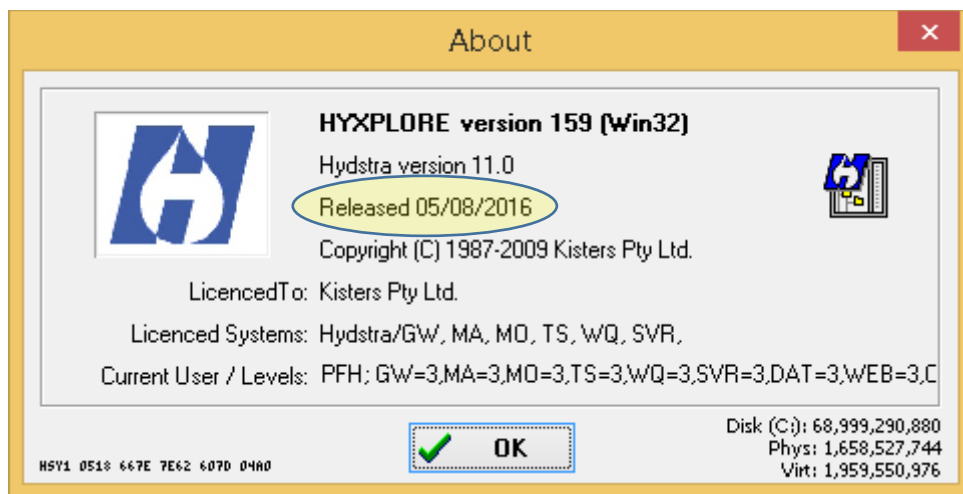 About
HYXPLORE version 159 (Win32)
Hydstra version 11.0
Released 05/08/2016
Copyright (C) 1987-2009 Kisters Pty Ltd.
LicencedTo: Kisters Pty Ltd.
Licenced Systems: Hydstra/GW, MA, MO, TS, WQ, SVR,
Current User / Levels: PFH; GW=3,MA=3,MO=3,TS=3,WQ=3,SVR=3,DAT=3,WEB=3,C
OK
Disk (C:): 68,999,290,880
Phys: 1,658,527,744
Virt: 1,959,550,976
HSY1 0518 667E 7E62 607D 04A0